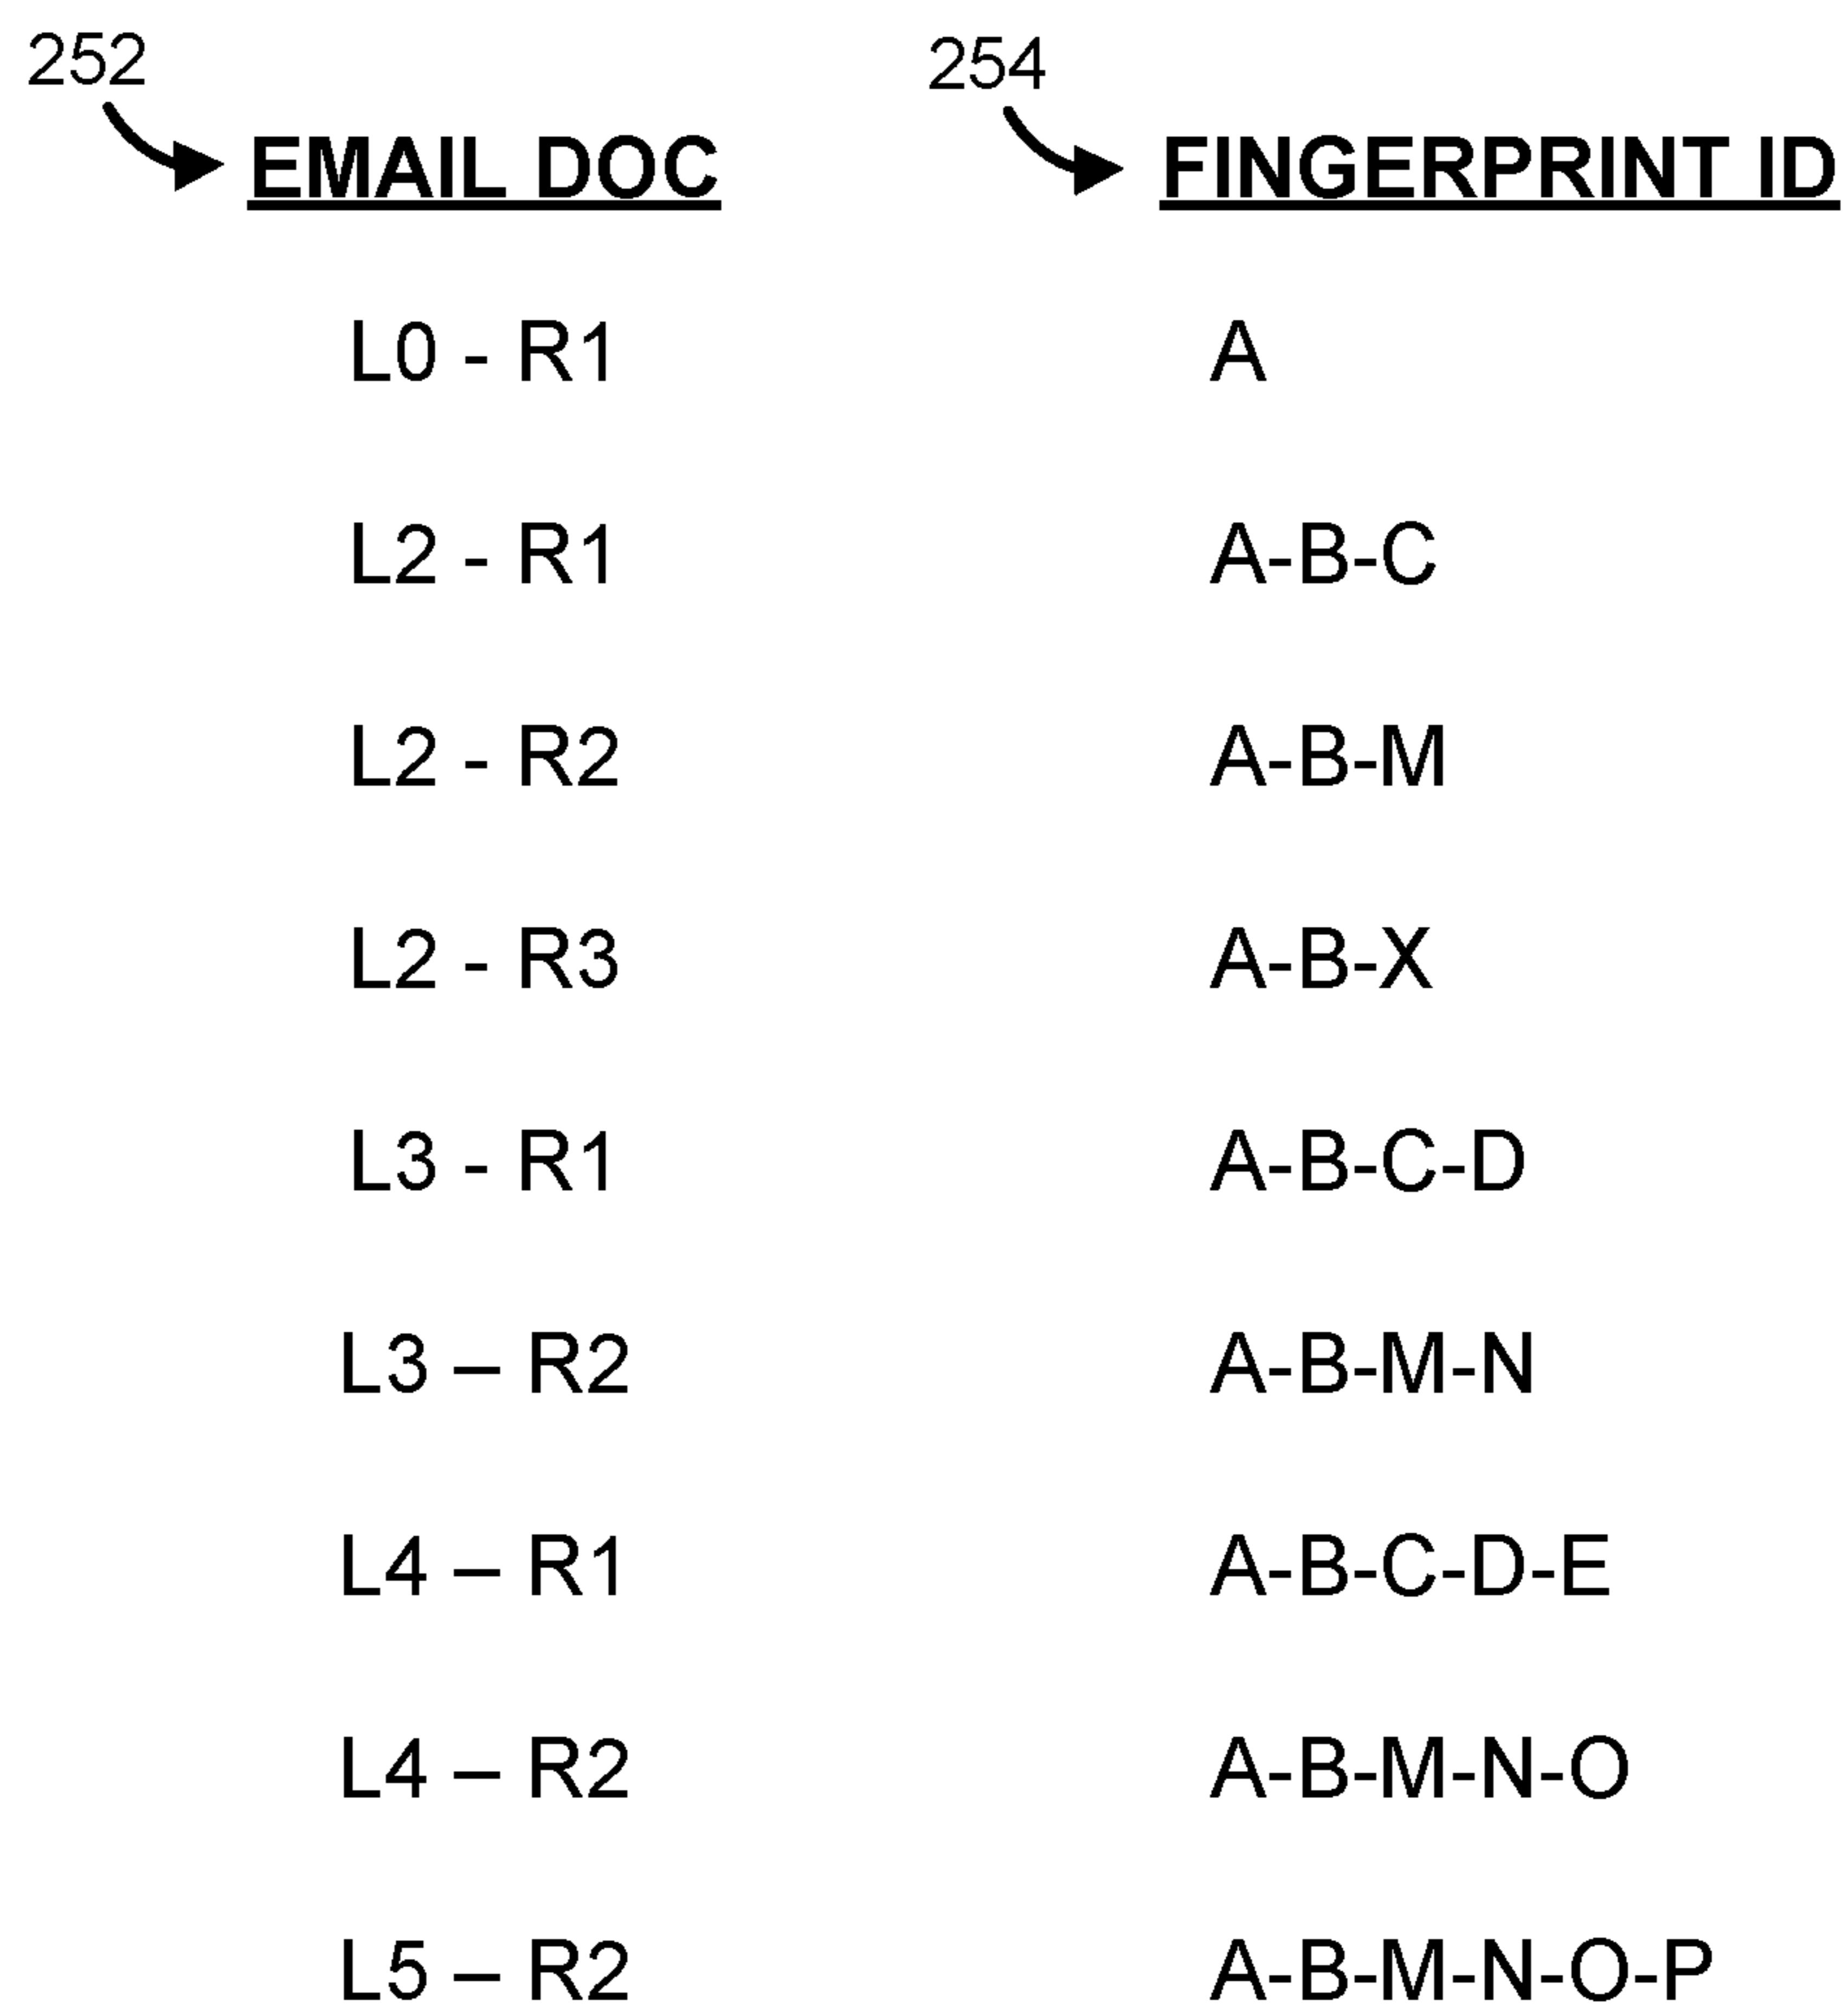 252 254
EMAIL DOC FINGERPRINT ID
L0 - R1 A
L2 - R1 A-B-C
L2 - R2 A-B-M
L2 - R3 A-B-X
L3 - R1 A-B-C-D
L3 – R2 A-B-M-N
L4 – R1 A-B-C-D-E
L4 – R2 A-B-M-N-O
L5 – R2 A-B-M-N-O-P